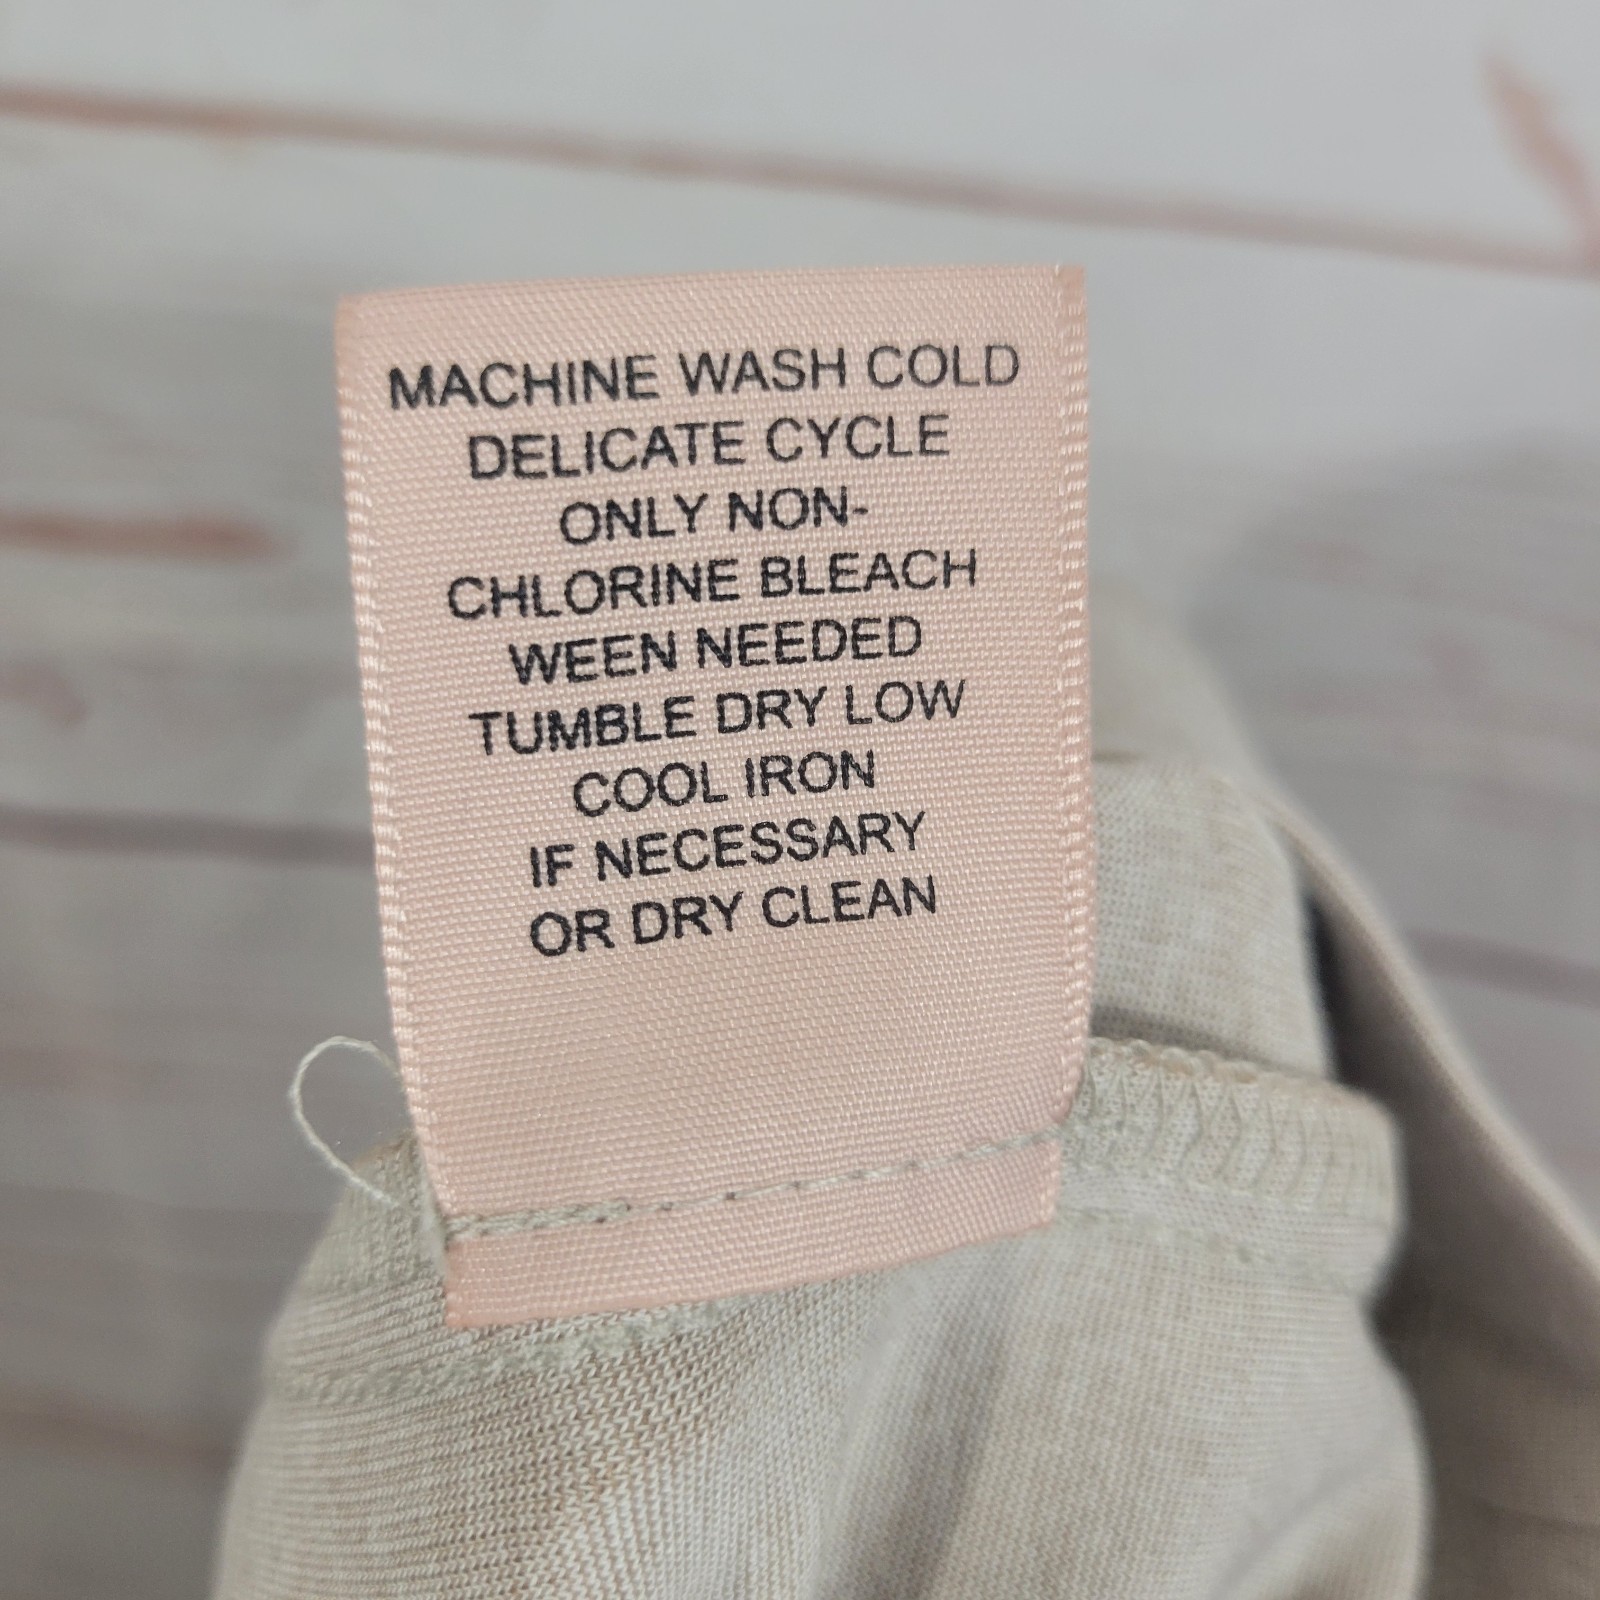 MACHINE WASH COLD
DELICATE CYCLE
ONLY NON-
CHLORINE BLEACH
WEEN NEEDED
TUMBLE DRY LOW
COOL IRON
IF NECESSARY
OR DRY CLEAN